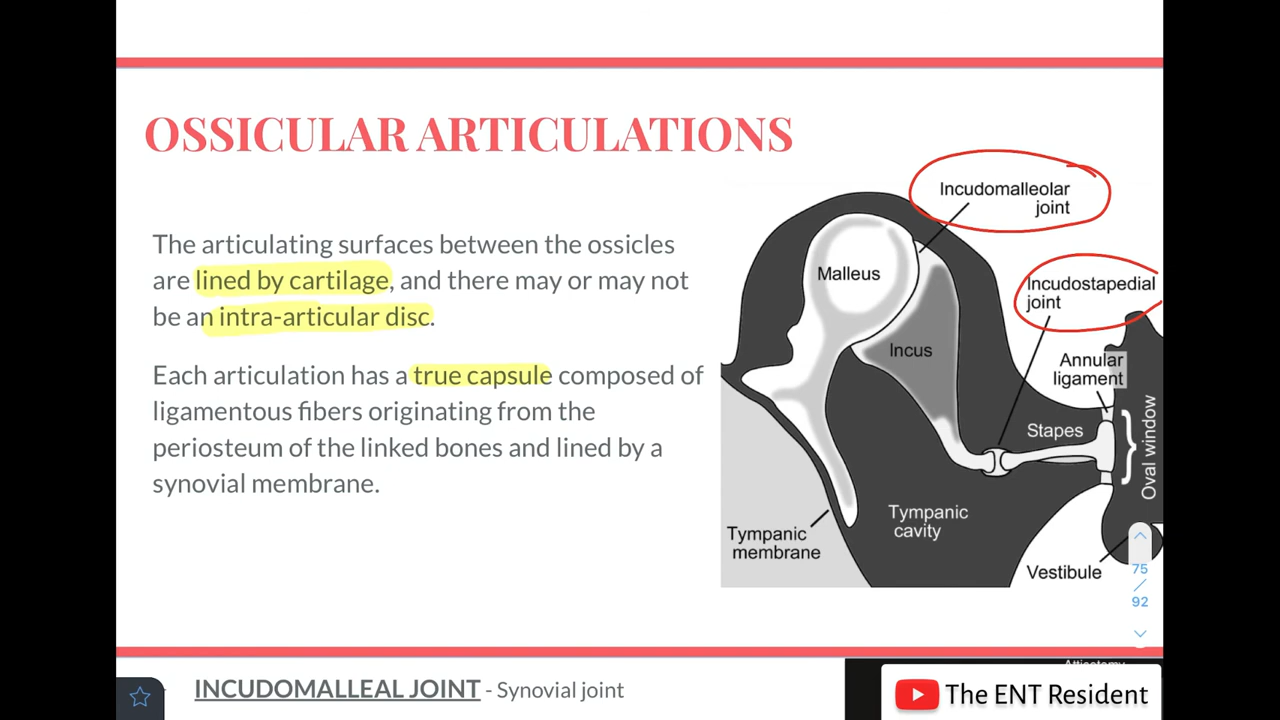 OSSICULAR ARTICULATIONS
The articulating surfaces between the ossicles
are lined by cartilage, and there may or may not
be an intra-articular disc.
Each articulation has a true capsule composed of
ligamentous fibers originating from the
periosteum of the linked bones and lined by a
synovial membrane.
Incudomalleolar
joint
Malleus
Incudostapedial
joint
Incus
Annular
ligament
Stapes
Oval window
Tympanic
cavity
Tympanic
membrane
Vestibule
75
/
92
INCUDOMALLEAL JOINT - Synovial joint
The ENT Resident